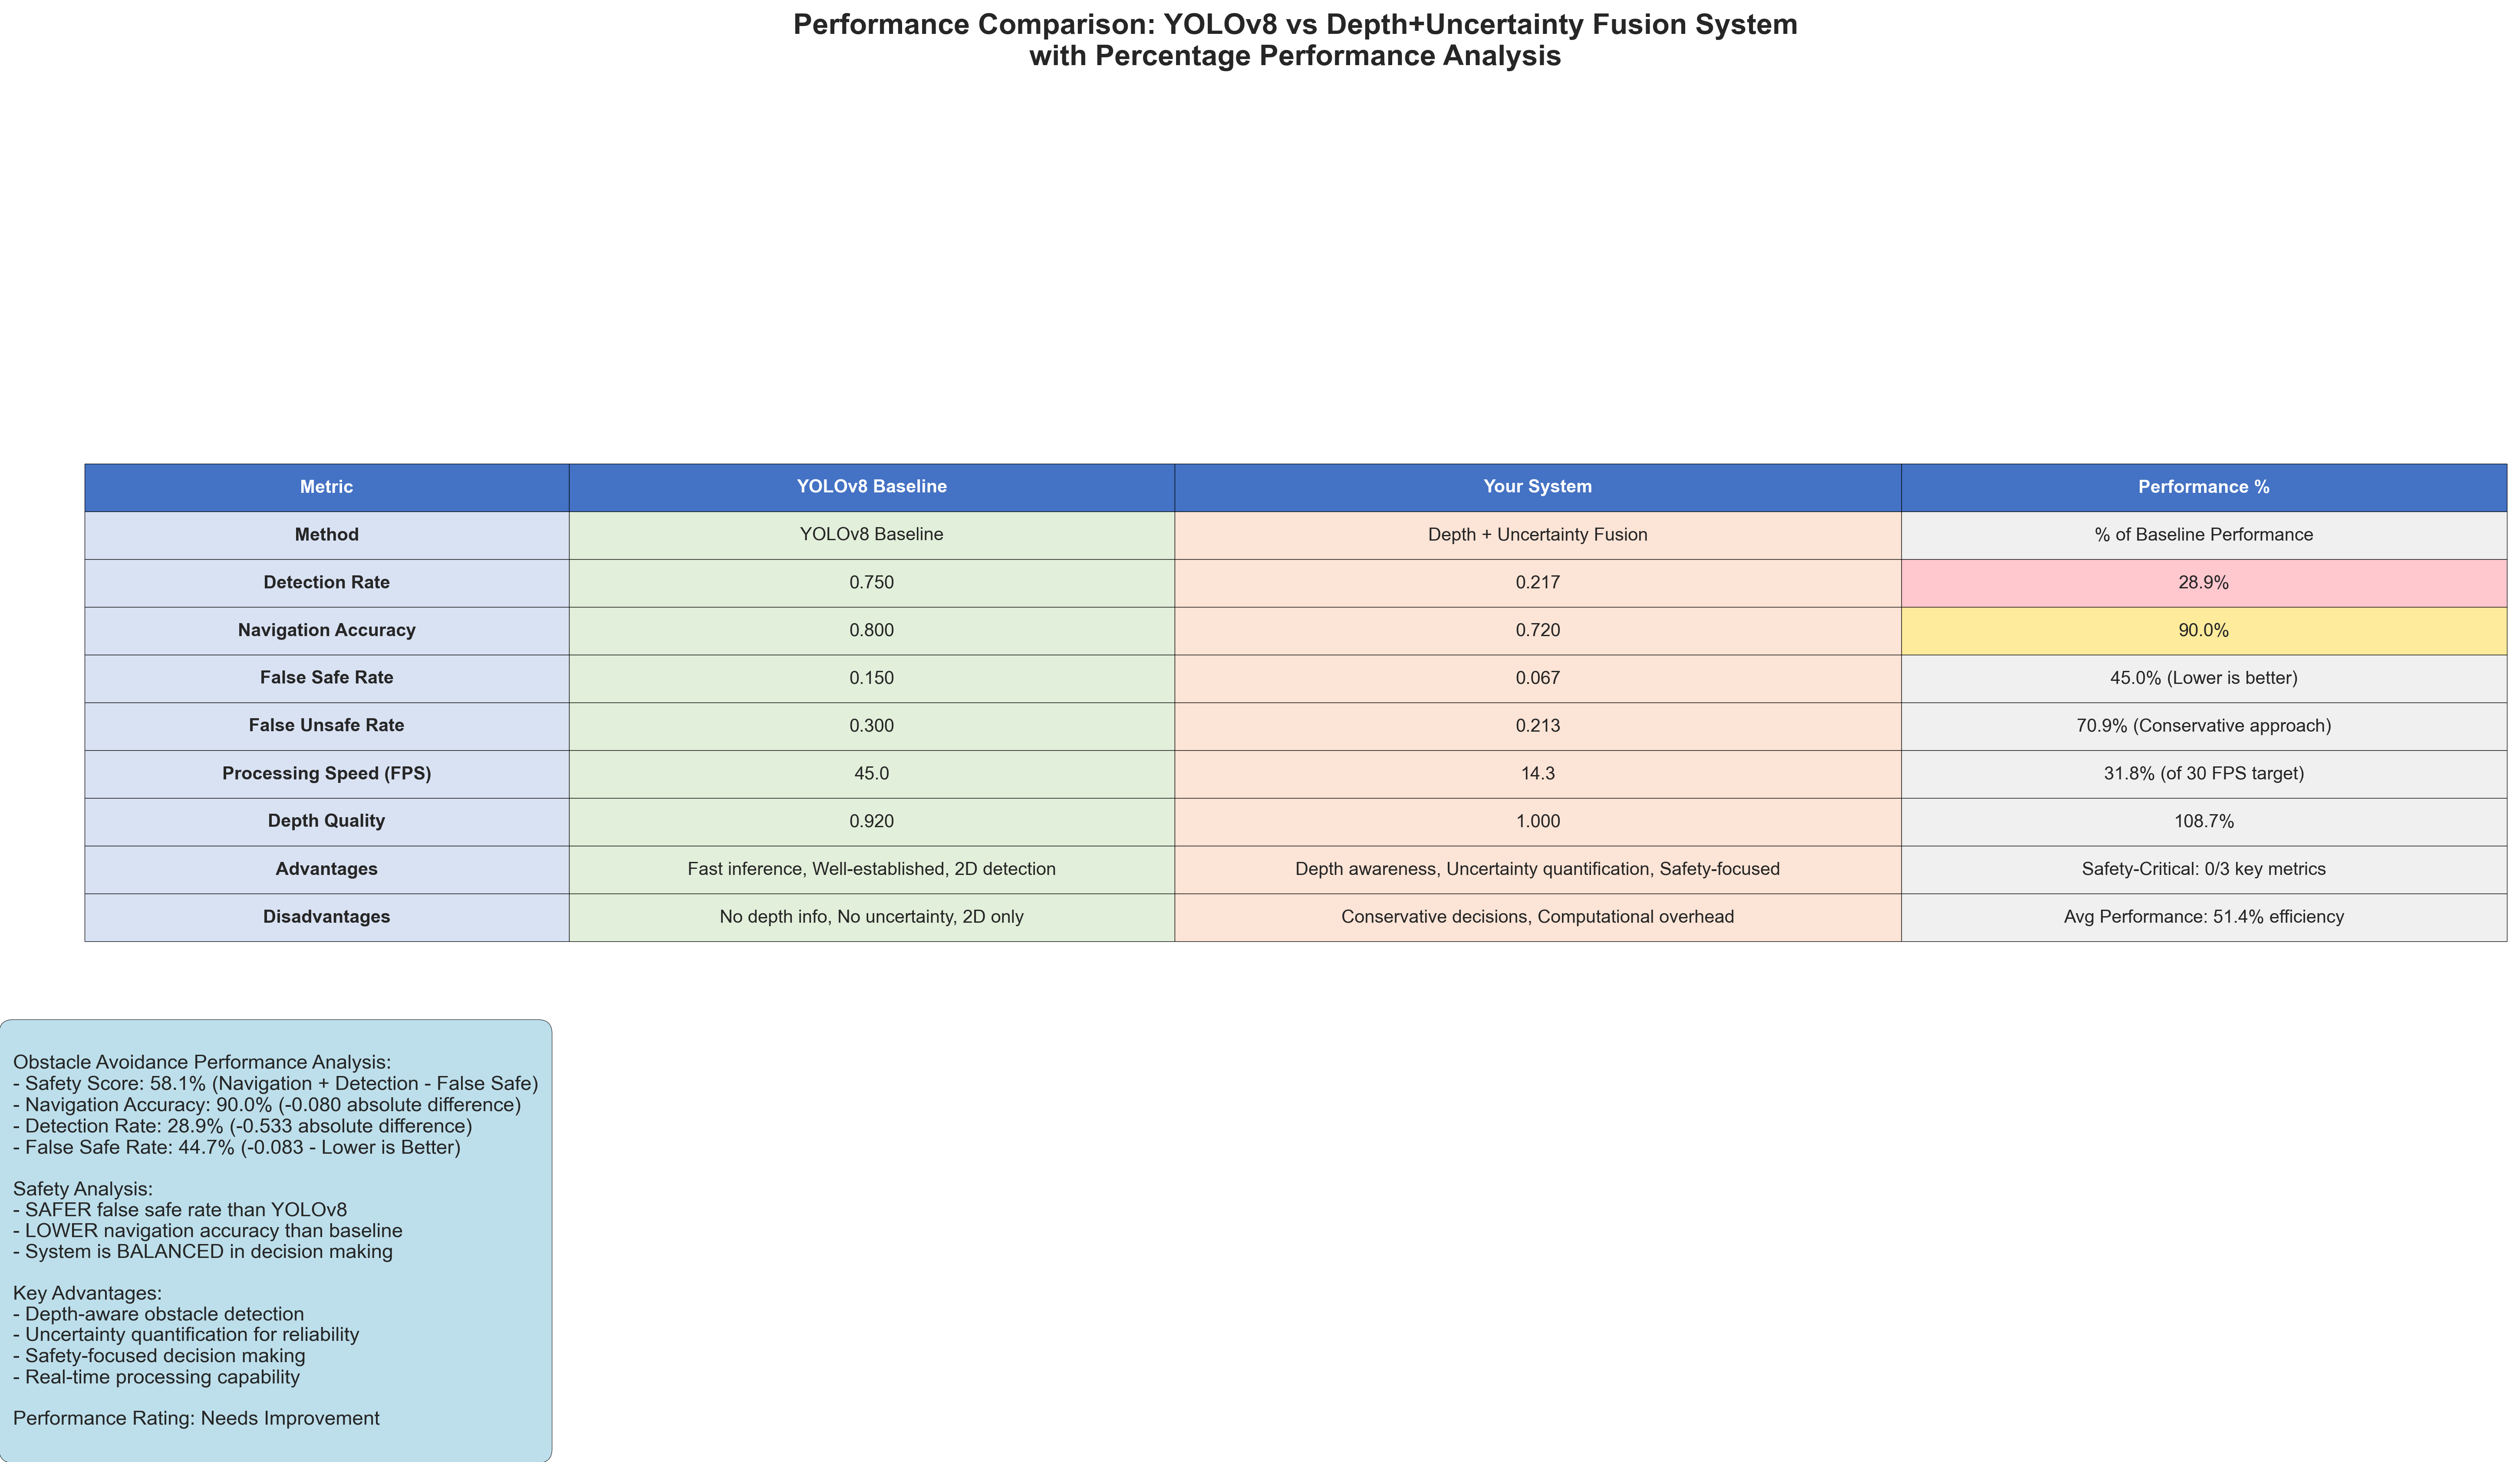 Performance Comparison: YOLOv8 vs Depth+Uncertainty Fusion System
with Percentage Performance Analysis
Metric YOLOv8 Baseline Your System Performance %
Method YOLOv8 Baseline Depth + Uncertainty Fusion % of Baseline Performance
Detection Rate 0.750 0.217 28.9%
Navigation Accuracy 0.800 0.720 90.0%
False Safe Rate 0.150 0.067 45.0% (Lower is better)
False Unsafe Rate 0.300 0.213 70.9% (Conservative approach)
Processing Speed (FPS) 45.0 14.3 31.8% (of 30 FPS target)
Depth Quality 0.920 1.000 108.7%
Advantages Fast inference, Well-established, 2D detection Depth awareness, Uncertainty quantification, Safety-focused Safety-Critical: 0/3 key metrics
Disadvantages No depth info, No uncertainty, 2D only Conservative decisions, Computational overhead Avg Performance: 51.4% efficiency
Obstacle Avoidance Performance Analysis:
- Safety Score: 58.1% (Navigation + Detection - False Safe)
- Navigation Accuracy: 90.0% (-0.080 absolute difference)
- Detection Rate: 28.9% (-0.533 absolute difference)
- False Safe Rate: 44.7% (-0.083 - Lower is Better)
Safety Analysis:
- SAFER false safe rate than YOLOv8
- LOWER navigation accuracy than baseline
- System is BALANCED in decision making
Key Advantages:
- Depth-aware obstacle detection
- Uncertainty quantification for reliability
- Safety-focused decision making
- Real-time processing capability
Performance Rating: Needs Improvement